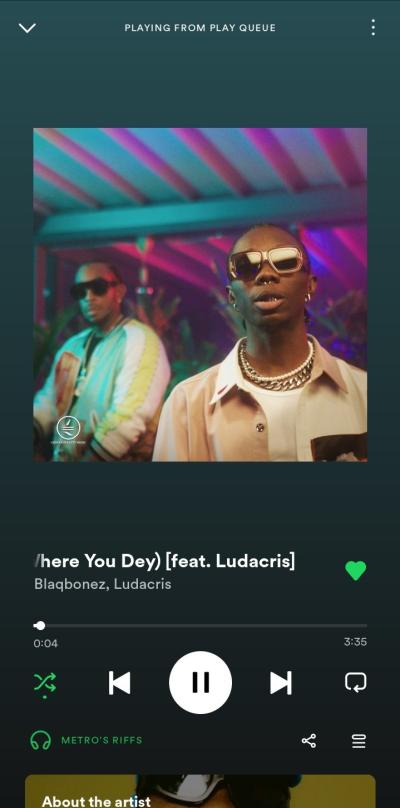 PLAYING FROM PLAY QUEUE
here You Dey) [feat. Ludacris]
Blaqbonez, Ludacris
0:04
3:35
METRO'S RIFFS
About the artist